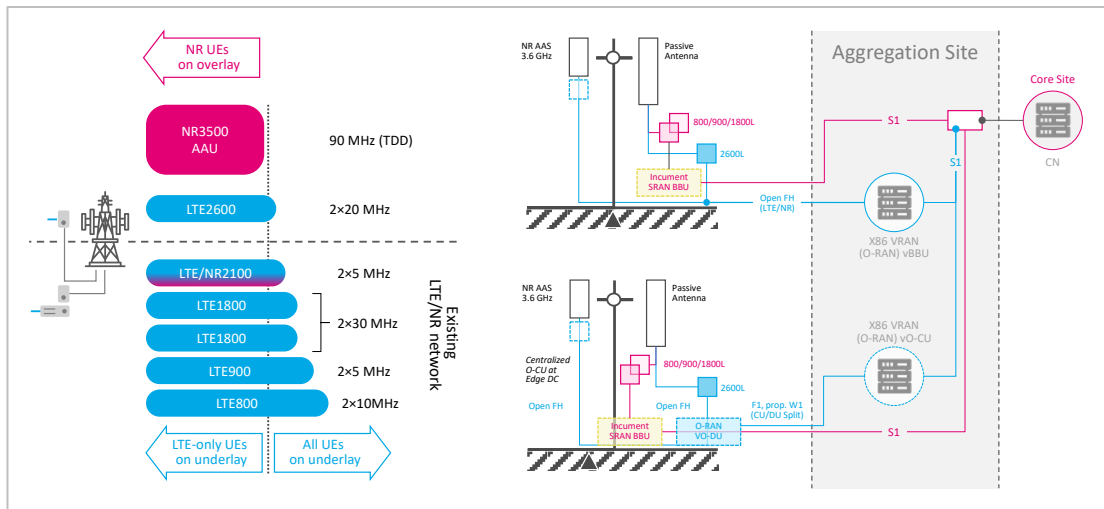 NR UEs
on overlay
NR3500
AAU
90 MHz (TDD)
LTE2600
2×20 MHz
LTE/NR2100
2×5 MHz
LTE1800
LTE1800
2×30 MHz
LTE900
2×5 MHz
LTE800
2×10MHz
Existing
LTE/NR network
LTE-only UEs
on underlay
All UEs
on underlay
NR AAS
3.6 GHz
Passive
Antenna
800/900/1800L
2600L
Incument
SRAN BBU
Open FH
(LTE/NR)
S1
Aggregation Site
S1
X86 VRAN
(O-RAN) vBBU
Core Site
CN
NR AAS
3.6 GHz
Passive
Antenna
Centralized
O-CU at
Edge DC
800/900/1800L
2600L
Open FH
Open FH
Incument
SRAN BBU
O-RAN
VO-DU
F1, prop. W1
(CU/DU Split)
S1
X86 VRAN
(O-RAN) vO-CU